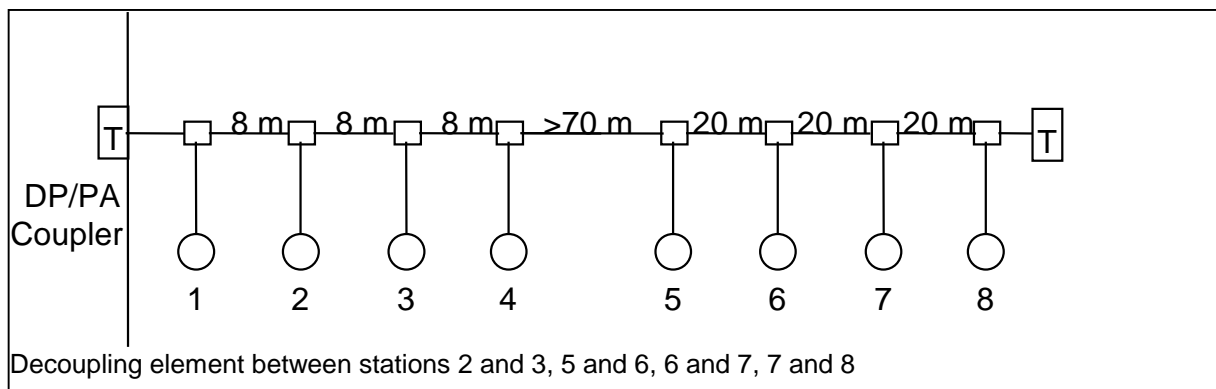 8 m 8 m 8 m >70 m 20 m 20 m 20 m
T T
DP/PA
Coupler
1 2 3 4 5 6 7 8
Decoupling element between stations 2 and 3, 5 and 6, 6 and 7, 7 and 8